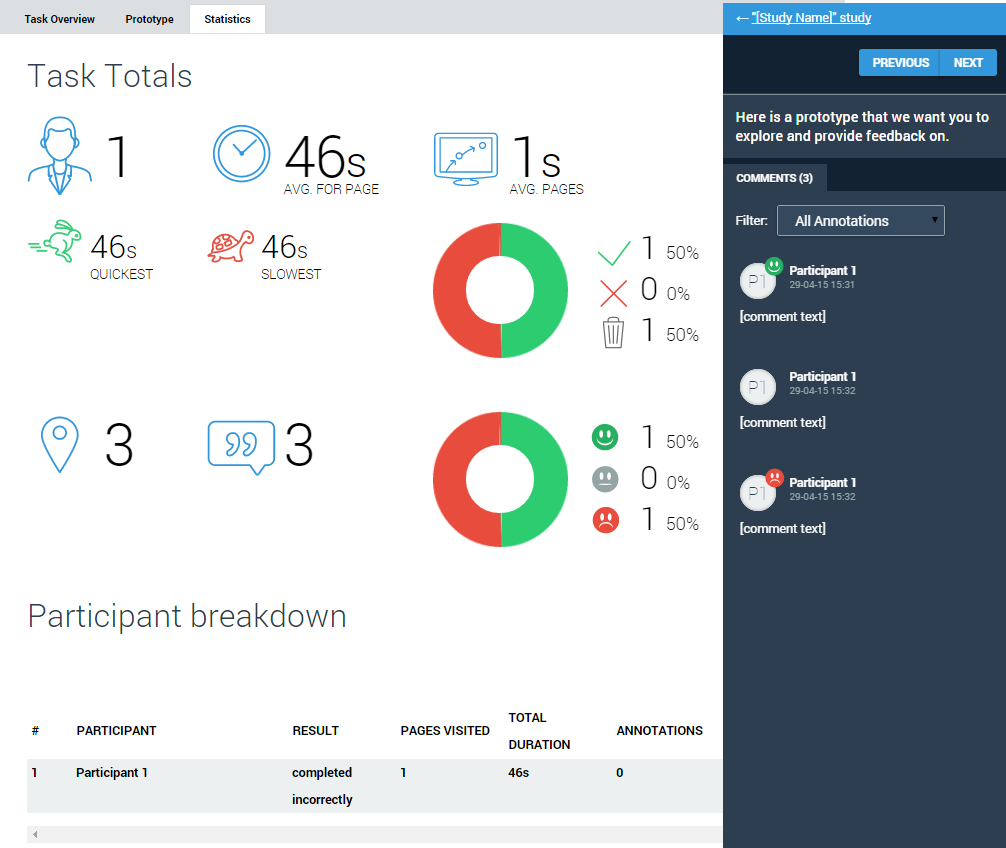 Task Overview Prototype Statistics
Task Totals
1
46s
AVG. FOR PAGE
1s
AVG. PAGES
46s
QUICKEST
46s
SLOWEST
1 50%
0 0%
1 50%
3
3
1 50%
0 0%
1 50%
Participant breakdown
# PARTICIPANT RESULT PAGES VISITED TOTAL DURATION ANNOTATIONS
1 Participant 1 completed incorrectly 1 46s 0
←"[Study Name]" study
PREVIOUS NEXT
Here is a prototype that we want you to
explore and provide feedback on.
COMMENTS (3)
Filter: All Annotations
P1 Participant 1
29-04-15 15:31
[comment text]
P1 Participant 1
29-04-15 15:32
[comment text]
P1 Participant 1
29-04-15 15:32
[comment text]